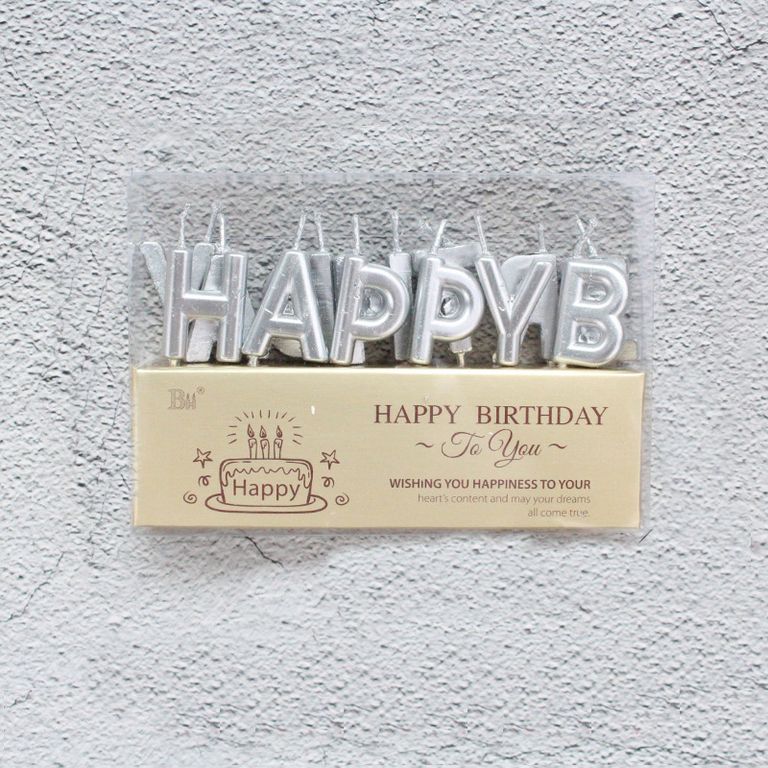 HAPPYB
BH®
HAPPY BIRTHDAY
~ To You ~
Happy
WISHiNG YOU HAPPINESS TO YOUR
heart's content and may your dreams
all come true.